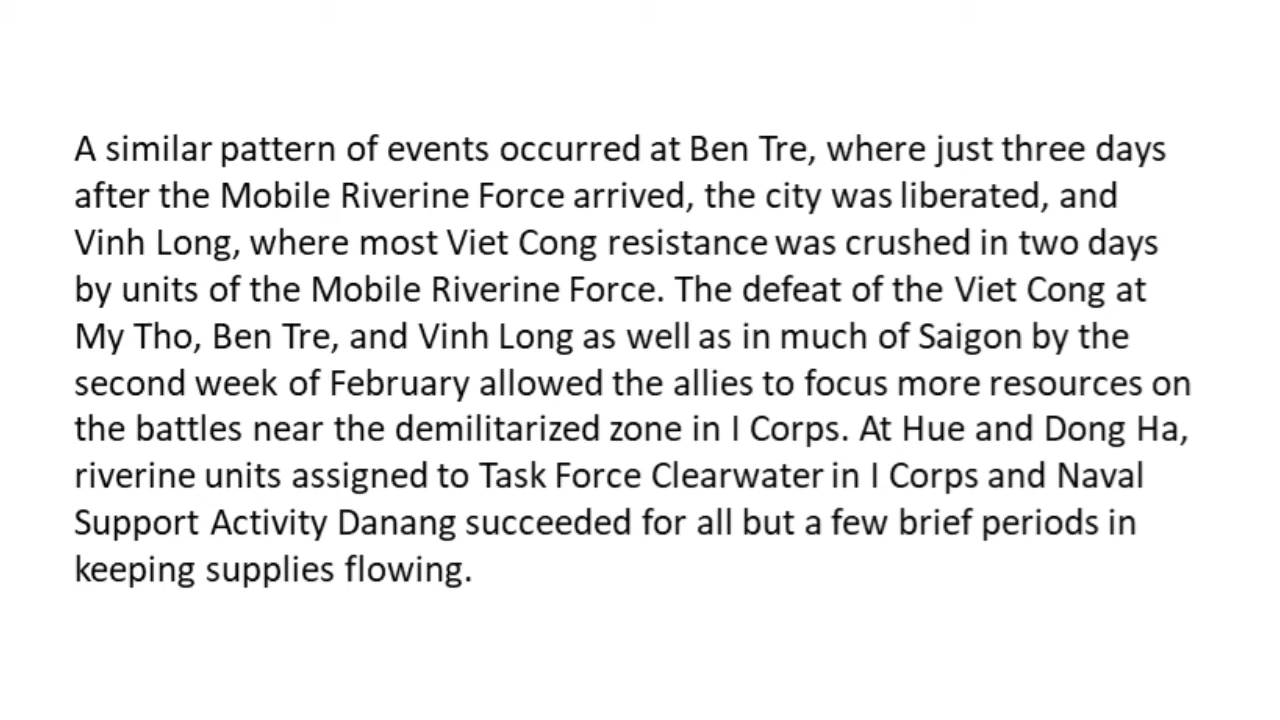 A similar pattern of events occurred at Ben Tre, where just three days
after the Mobile Riverine Force arrived, the city was liberated, and
Vinh Long, where most Viet Cong resistance was crushed in two days
by units of the Mobile Riverine Force. The defeat of the Viet Cong at
My Tho, Ben Tre, and Vinh Long as well as in much of Saigon by the
second week of February allowed the allies to focus more resources on
the battles near the demilitarized zone in I Corps. At Hue and Dong Ha,
riverine units assigned to Task Force Clearwater in I Corps and Naval
Support Activity Danang succeeded for all but a few brief periods in
keeping supplies flowing.